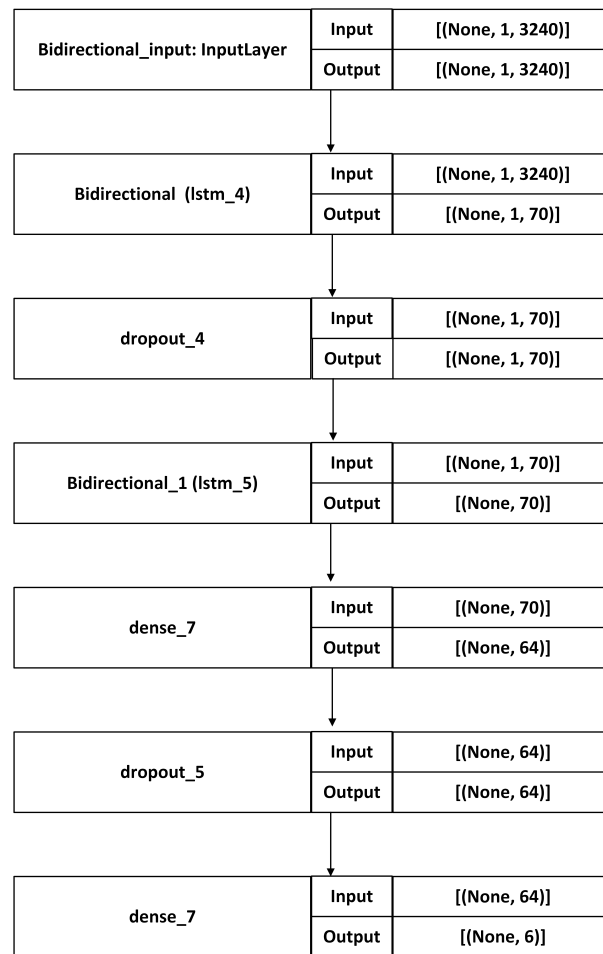 Bidirectional_input: InputLayer
Input
[(None, 1, 3240)]
Output
[(None, 1, 3240)]
Bidirectional (lstm_4)
Input
[(None, 1, 3240)]
Output
[(None, 1, 70)]
dropout_4
Input
[(None, 1, 70)]
Output
[(None, 1, 70)]
Bidirectional_1 (lstm_5)
Input
[(None, 1, 70)]
Output
[(None, 70)]
dense_7
Input
[(None, 70)]
Output
[(None, 64)]
dropout_5
Input
[(None, 64)]
Output
[(None, 64)]
dense_7
Input
[(None, 64)]
Output
[(None, 6)]